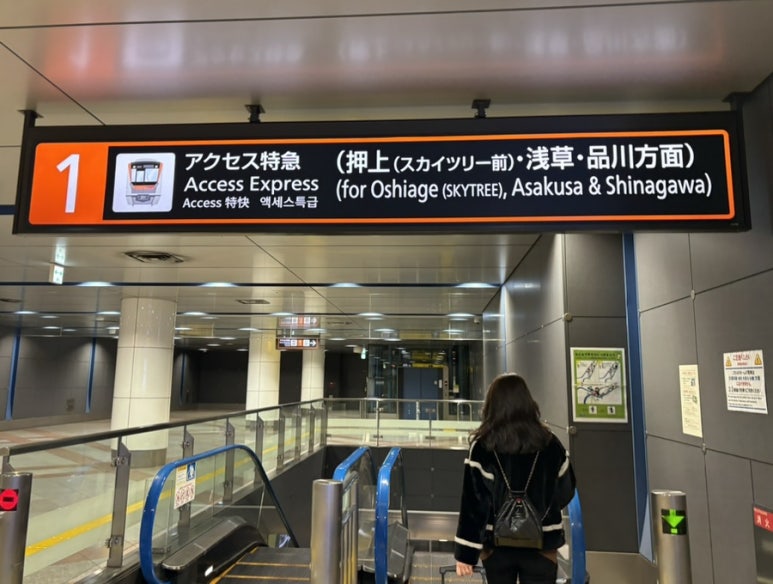 1
アクセス特急 (押上(スカイツリー前)・浅草・品川方面)
Access Express (for Oshiage (SKYTREE), Asakusa & Shinagawa)
Access 特快 액세스특급